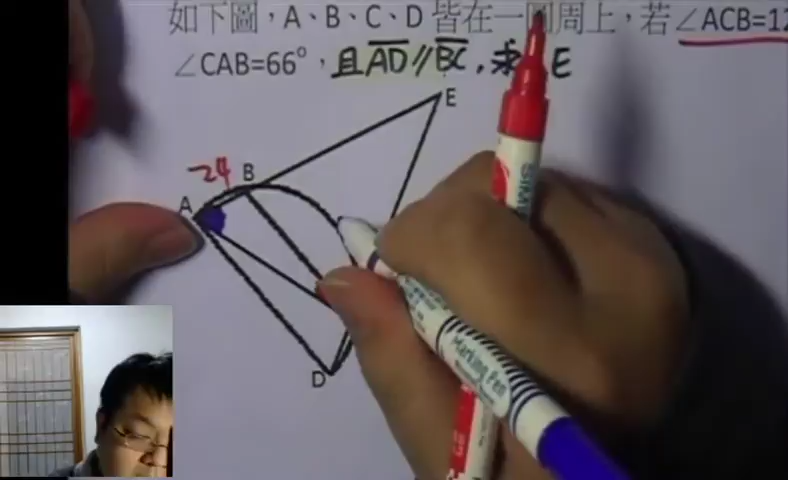 如下圖，A、B、C、D 皆在一圓周上，若∠ACB=12
∠CAB=66°，且AD//BC，求 E
E
24 B
A
D
SIM
Marking Pen